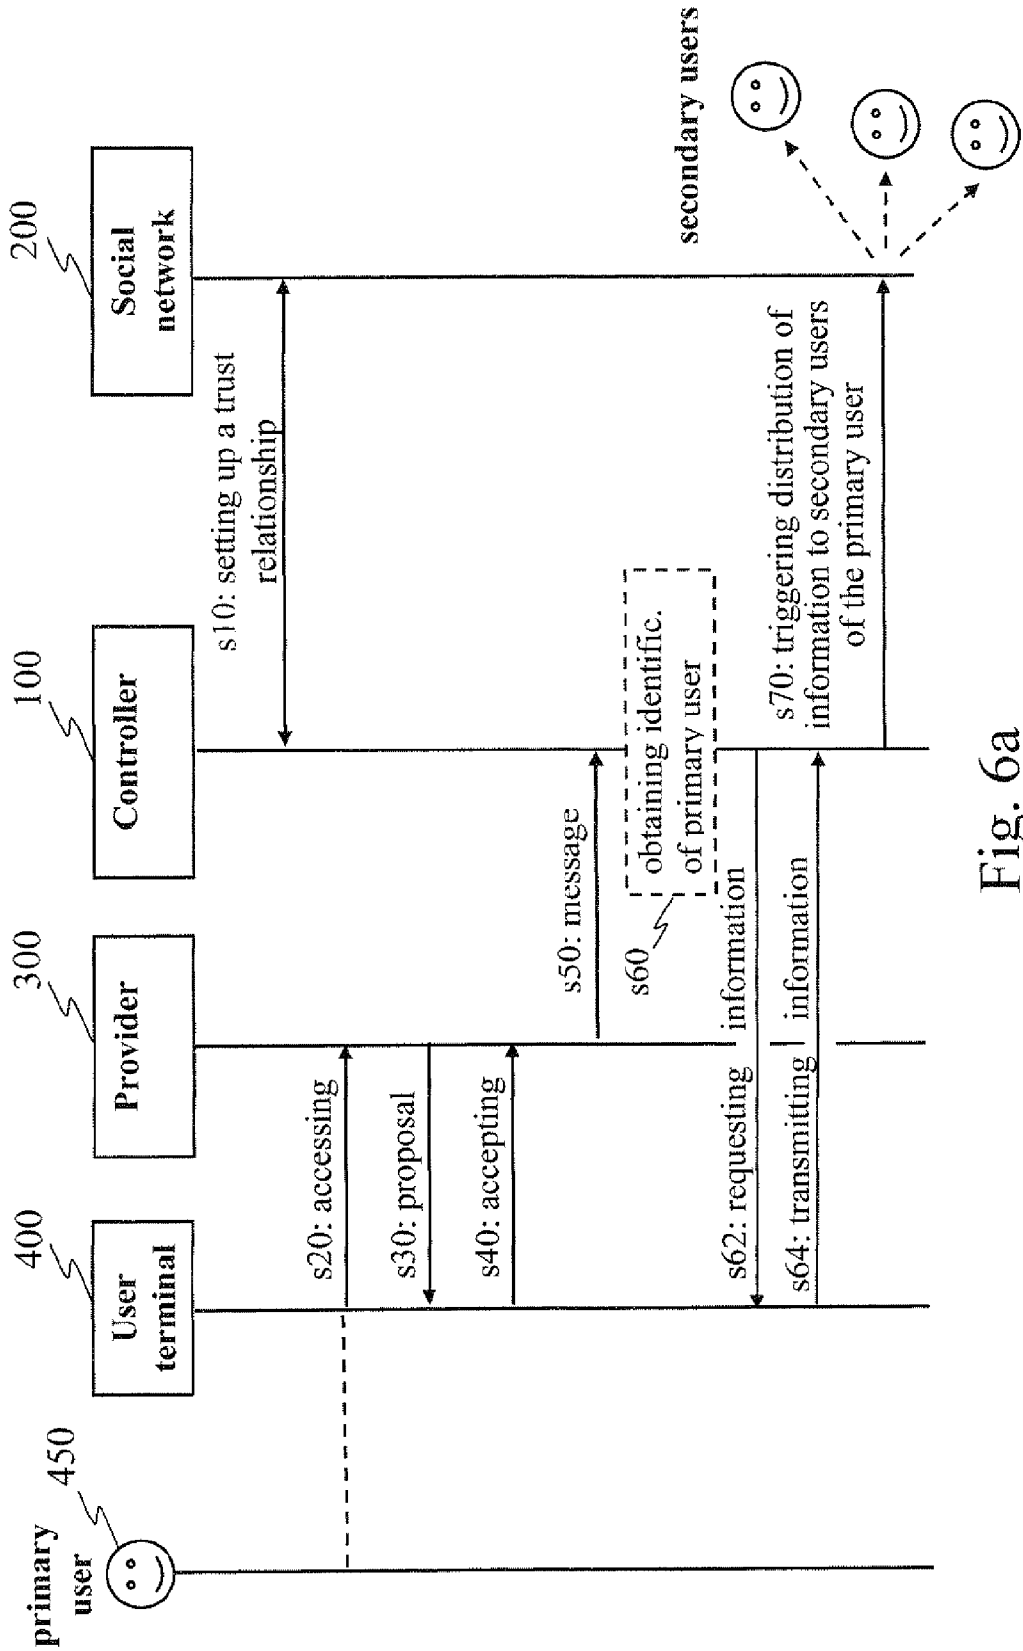 primary
user
450
400
User
terminal
300
Provider
100
Controller
200
Social
network
s10: setting up a trust
relationship
s20: accessing
s30: proposal
s40: accepting
s50: message
s60
obtaining identific.
of primary user
s62: requesting information
s64: transmitting information
s70: triggering distribution of
information to secondary users
of the primary user
secondary users
Fig. 6a